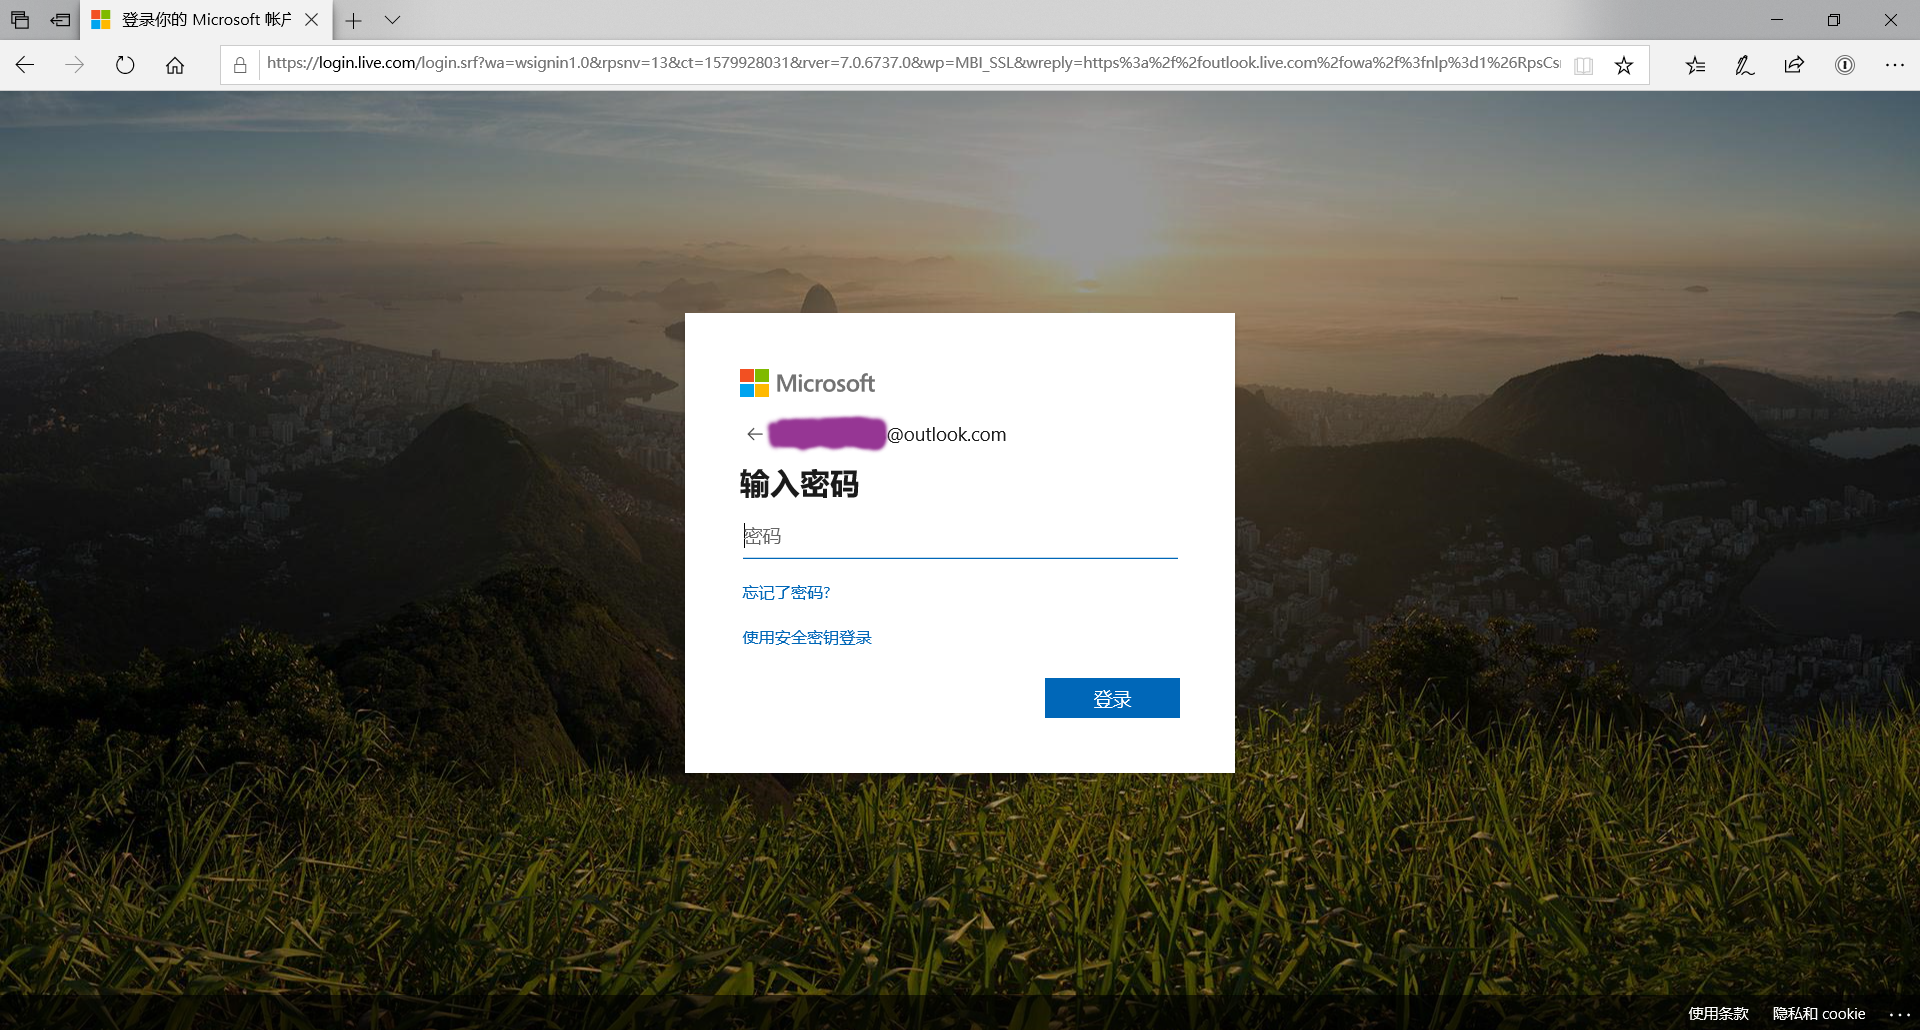 登录你的 Microsoft 帐户
https://login.live.com/login.srf?wa=wsignin1.0&rpsnv=13&ct=1579928031&rver=7.0.6737.0&wp=MBI_SSL&wreply=https%3a%2f%2foutlook.live.com%2fowa%2f%3fnlp%3d1%26RpsCsr
Microsoft
@outlook.com
输入密码
密码
忘记了密码?
使用安全密钥登录
登录
使用条款 隐私和 cookie